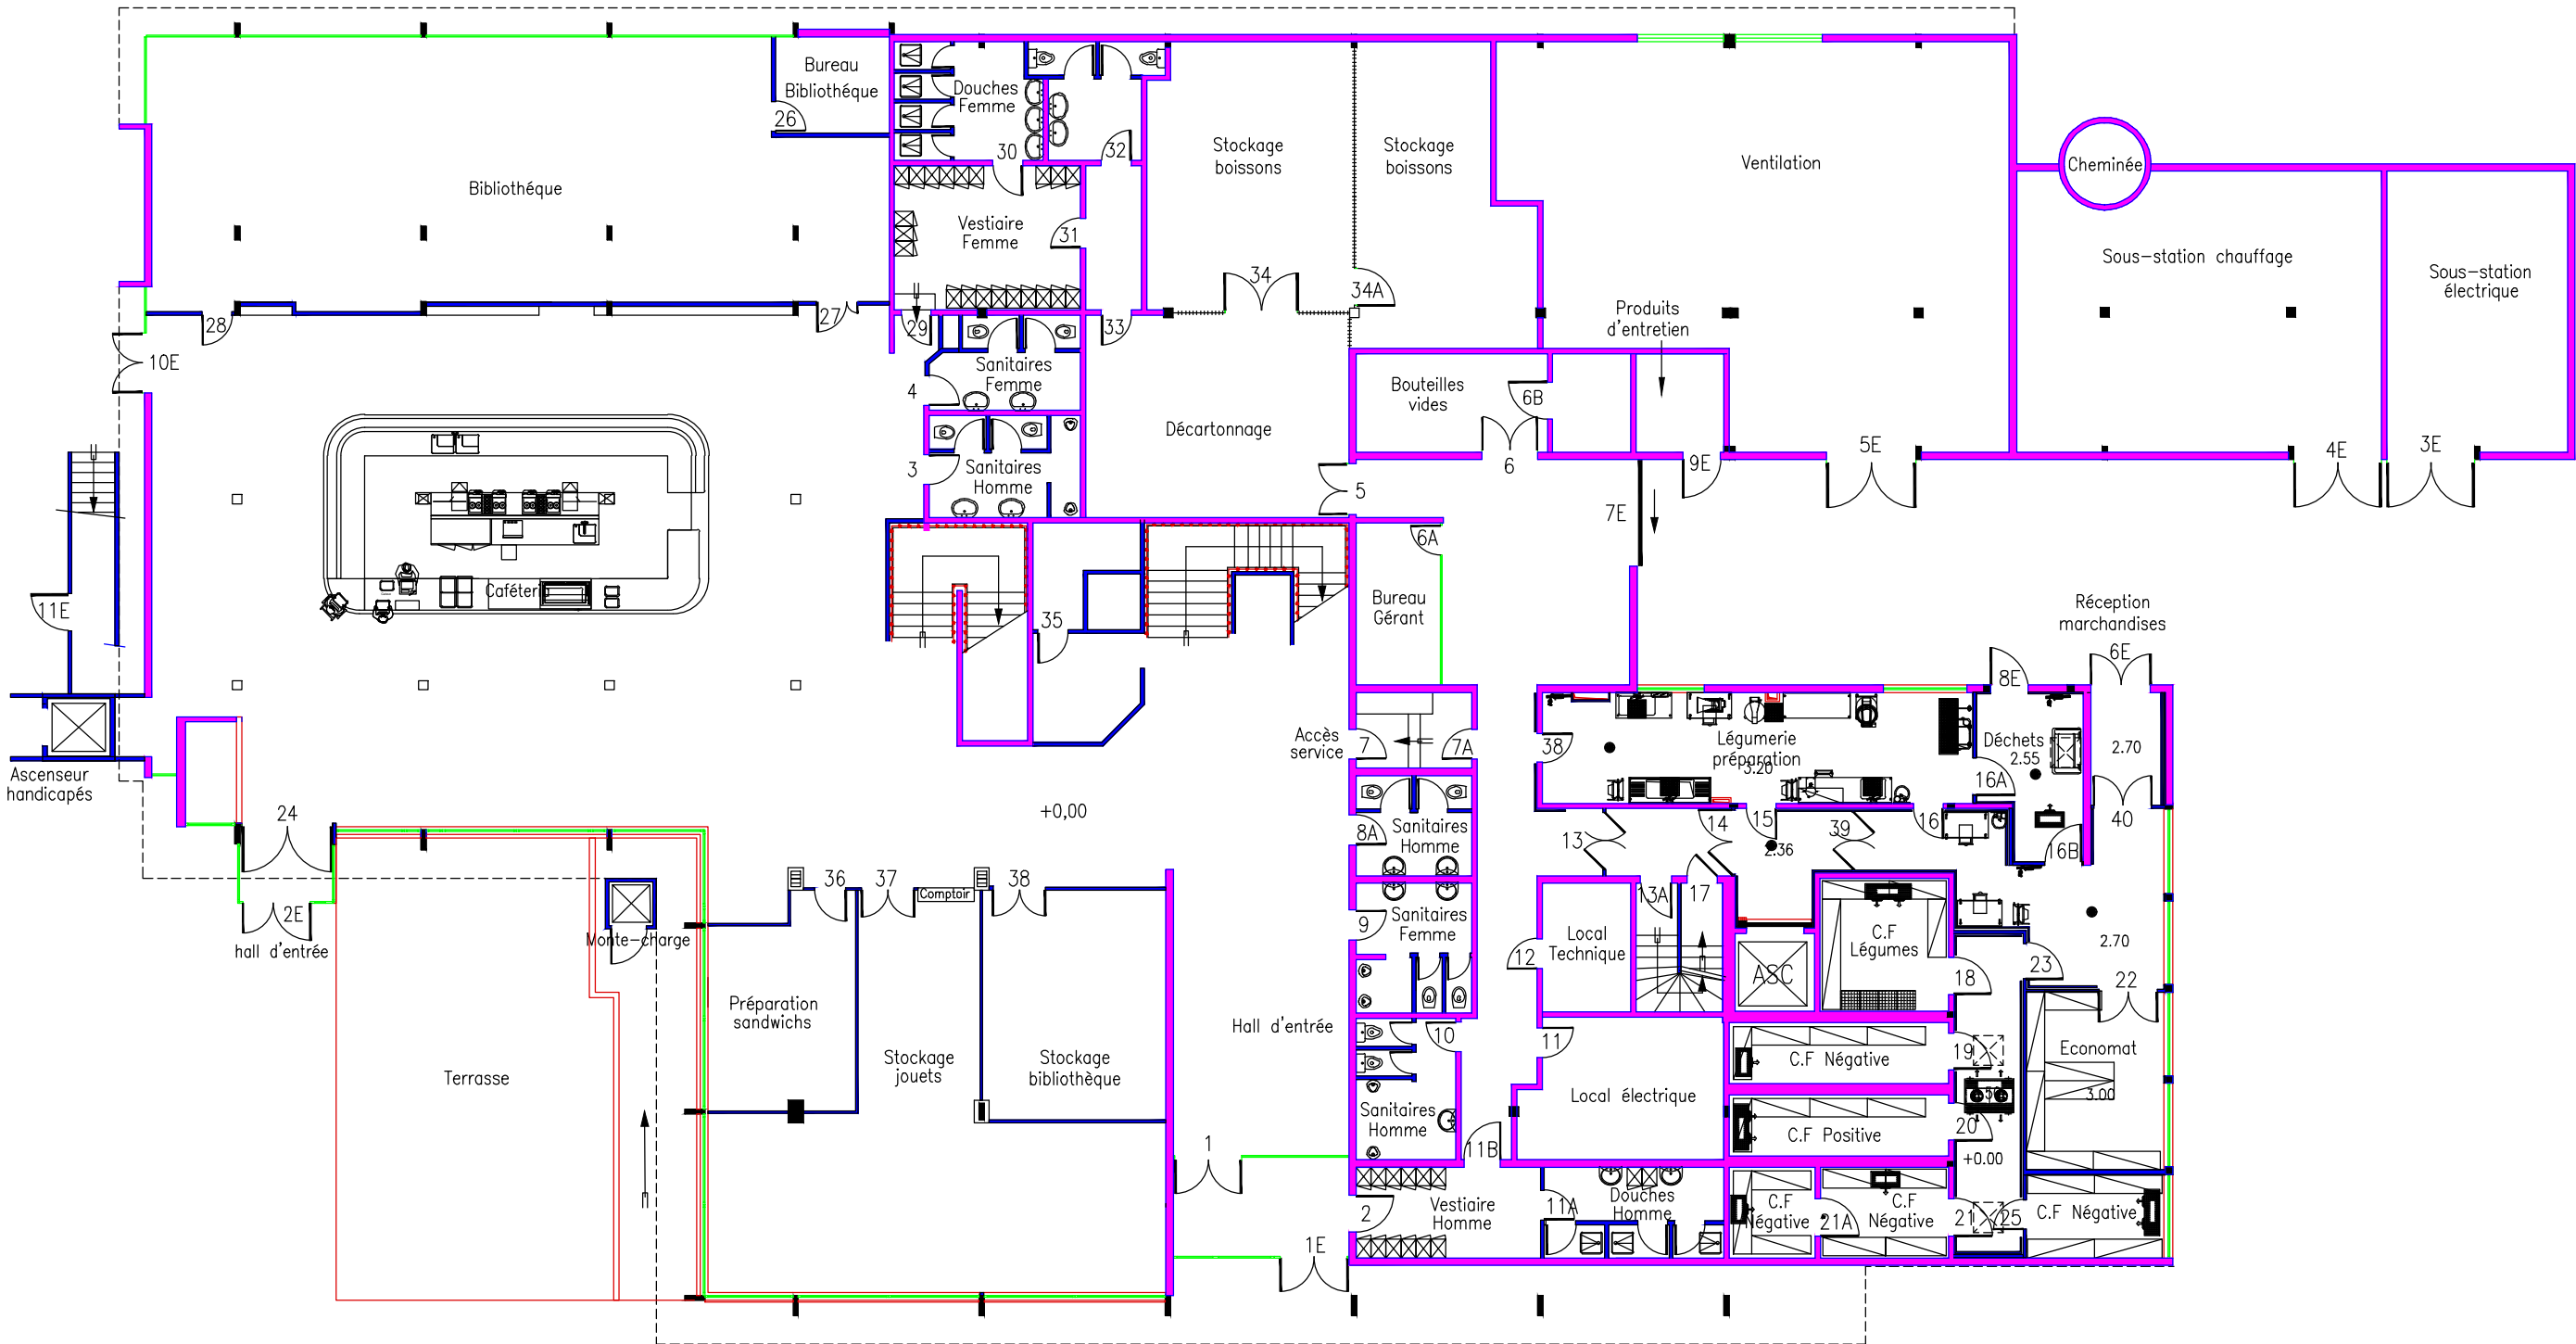 Bureau
Bibliothéque
26
Bibliothéque
Douches
Femme
30
32
Vestiaire
Femme
31
Stockage
boissons
Stockage
boissons
34
34A
Ventilation
Cheminée
Sous-station chauffage
Sous-station
électrique
Produits
d'entretien
28
27
29
33
10E
Sanitaires
Femme
4
Sanitaires
Homme
3
Décartonnage
Bouteilles
vides
6B
6
5
9E
5E
4E
3E
7E
6A
Bureau
Gérant
11E
Caféteri
35
Réception
marchandises
6E
8E
Accès
service
7
7A
38
Légumerie
préparation
3.20
Déchets
2.55
16A
2.70
40
Ascenseur
handicapés
24
+0,00
8A
Sanitaires
Homme
13
14
15
2.36
39
16
16B
2E
hall d'entrée
Monte-charge
36
37
Comptoir
38
9
Sanitaires
Femme
12
Local
Technique
13A
17
ASC
C.F
Légumes
18
23
2.70
22
Préparation
sandwichs
Hall d'entrée
10
11
Terrasse
Stockage
jouets
Stockage
bibliothèque
C.F Négative
19
Economat
3.00
Local électrique
Sanitaires
Homme
C.F Positive
20
+0.00
1
11B
2
Vestiaire
Homme
11A
Douches
Homme
C.F
Négative
21A
C.F
Négative
21
25
C.F Négative
1E